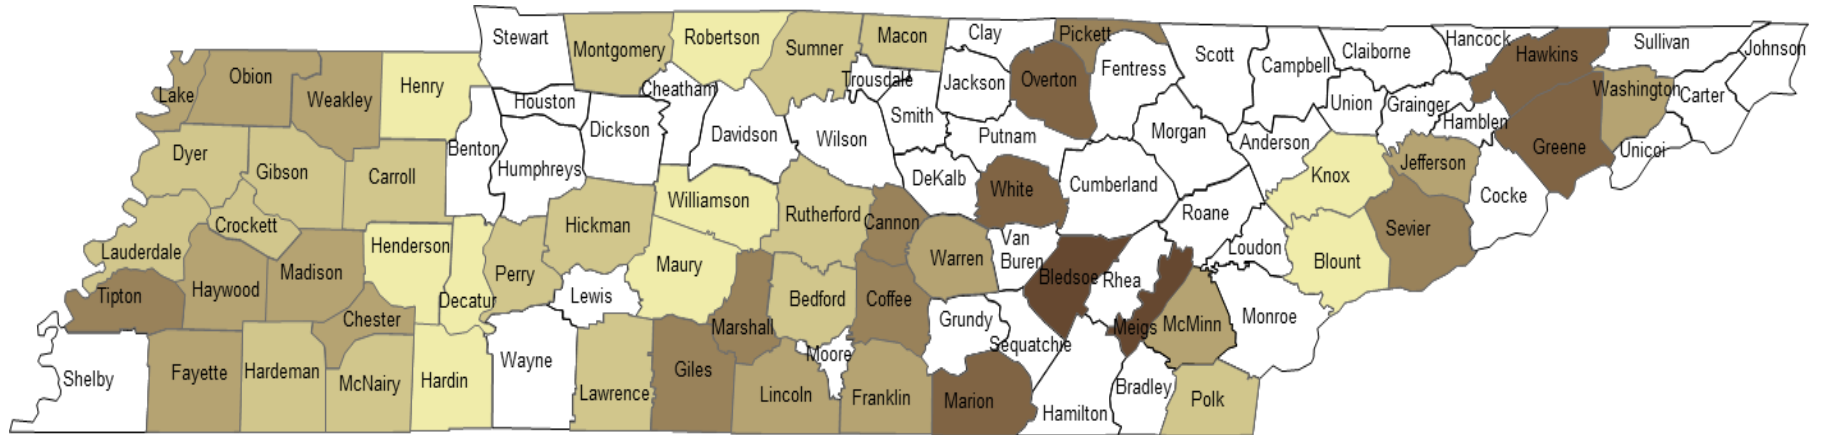 Stewart
Montgomery
Robertson
Sumner
Macon
Clay
Pickett
Scott
Campbell
Claiborne
Hancock
Hawkins
Sullivan
Johnson
Lake
Obion
Weakley
Henry
Houston
Cheatham
Trousdale
Jackson
Overton
Fentress
Union
Grainger
Hamblen
Washington
Carter
Dyer
Gibson
Carroll
Benton
Humphreys
Dickson
Davidson
Wilson
Smith
Putnam
Morgan
Anderson
Jefferson
Greene
Unicoi
Crockett
Hickman
Williamson
Rutherford
Cannon
DeKalb
White
Cumberland
Roane
Knox
Cocke
Lauderdale
Henderson
Perry
Maury
Warren
Van
Buren
Bledsoe
Rhea
Loudon
Blount
Sevier
Tipton
Haywood
Madison
Chester
Decatur
Lewis
Marshall
Bedford
Coffee
Grundy
Sequatchie
Meigs
McMinn
Monroe
Shelby
Fayette
Hardeman
McNairy
Hardin
Wayne
Lawrence
Giles
Lincoln
Moore
Franklin
Marion
Hamilton
Bradley
Polk